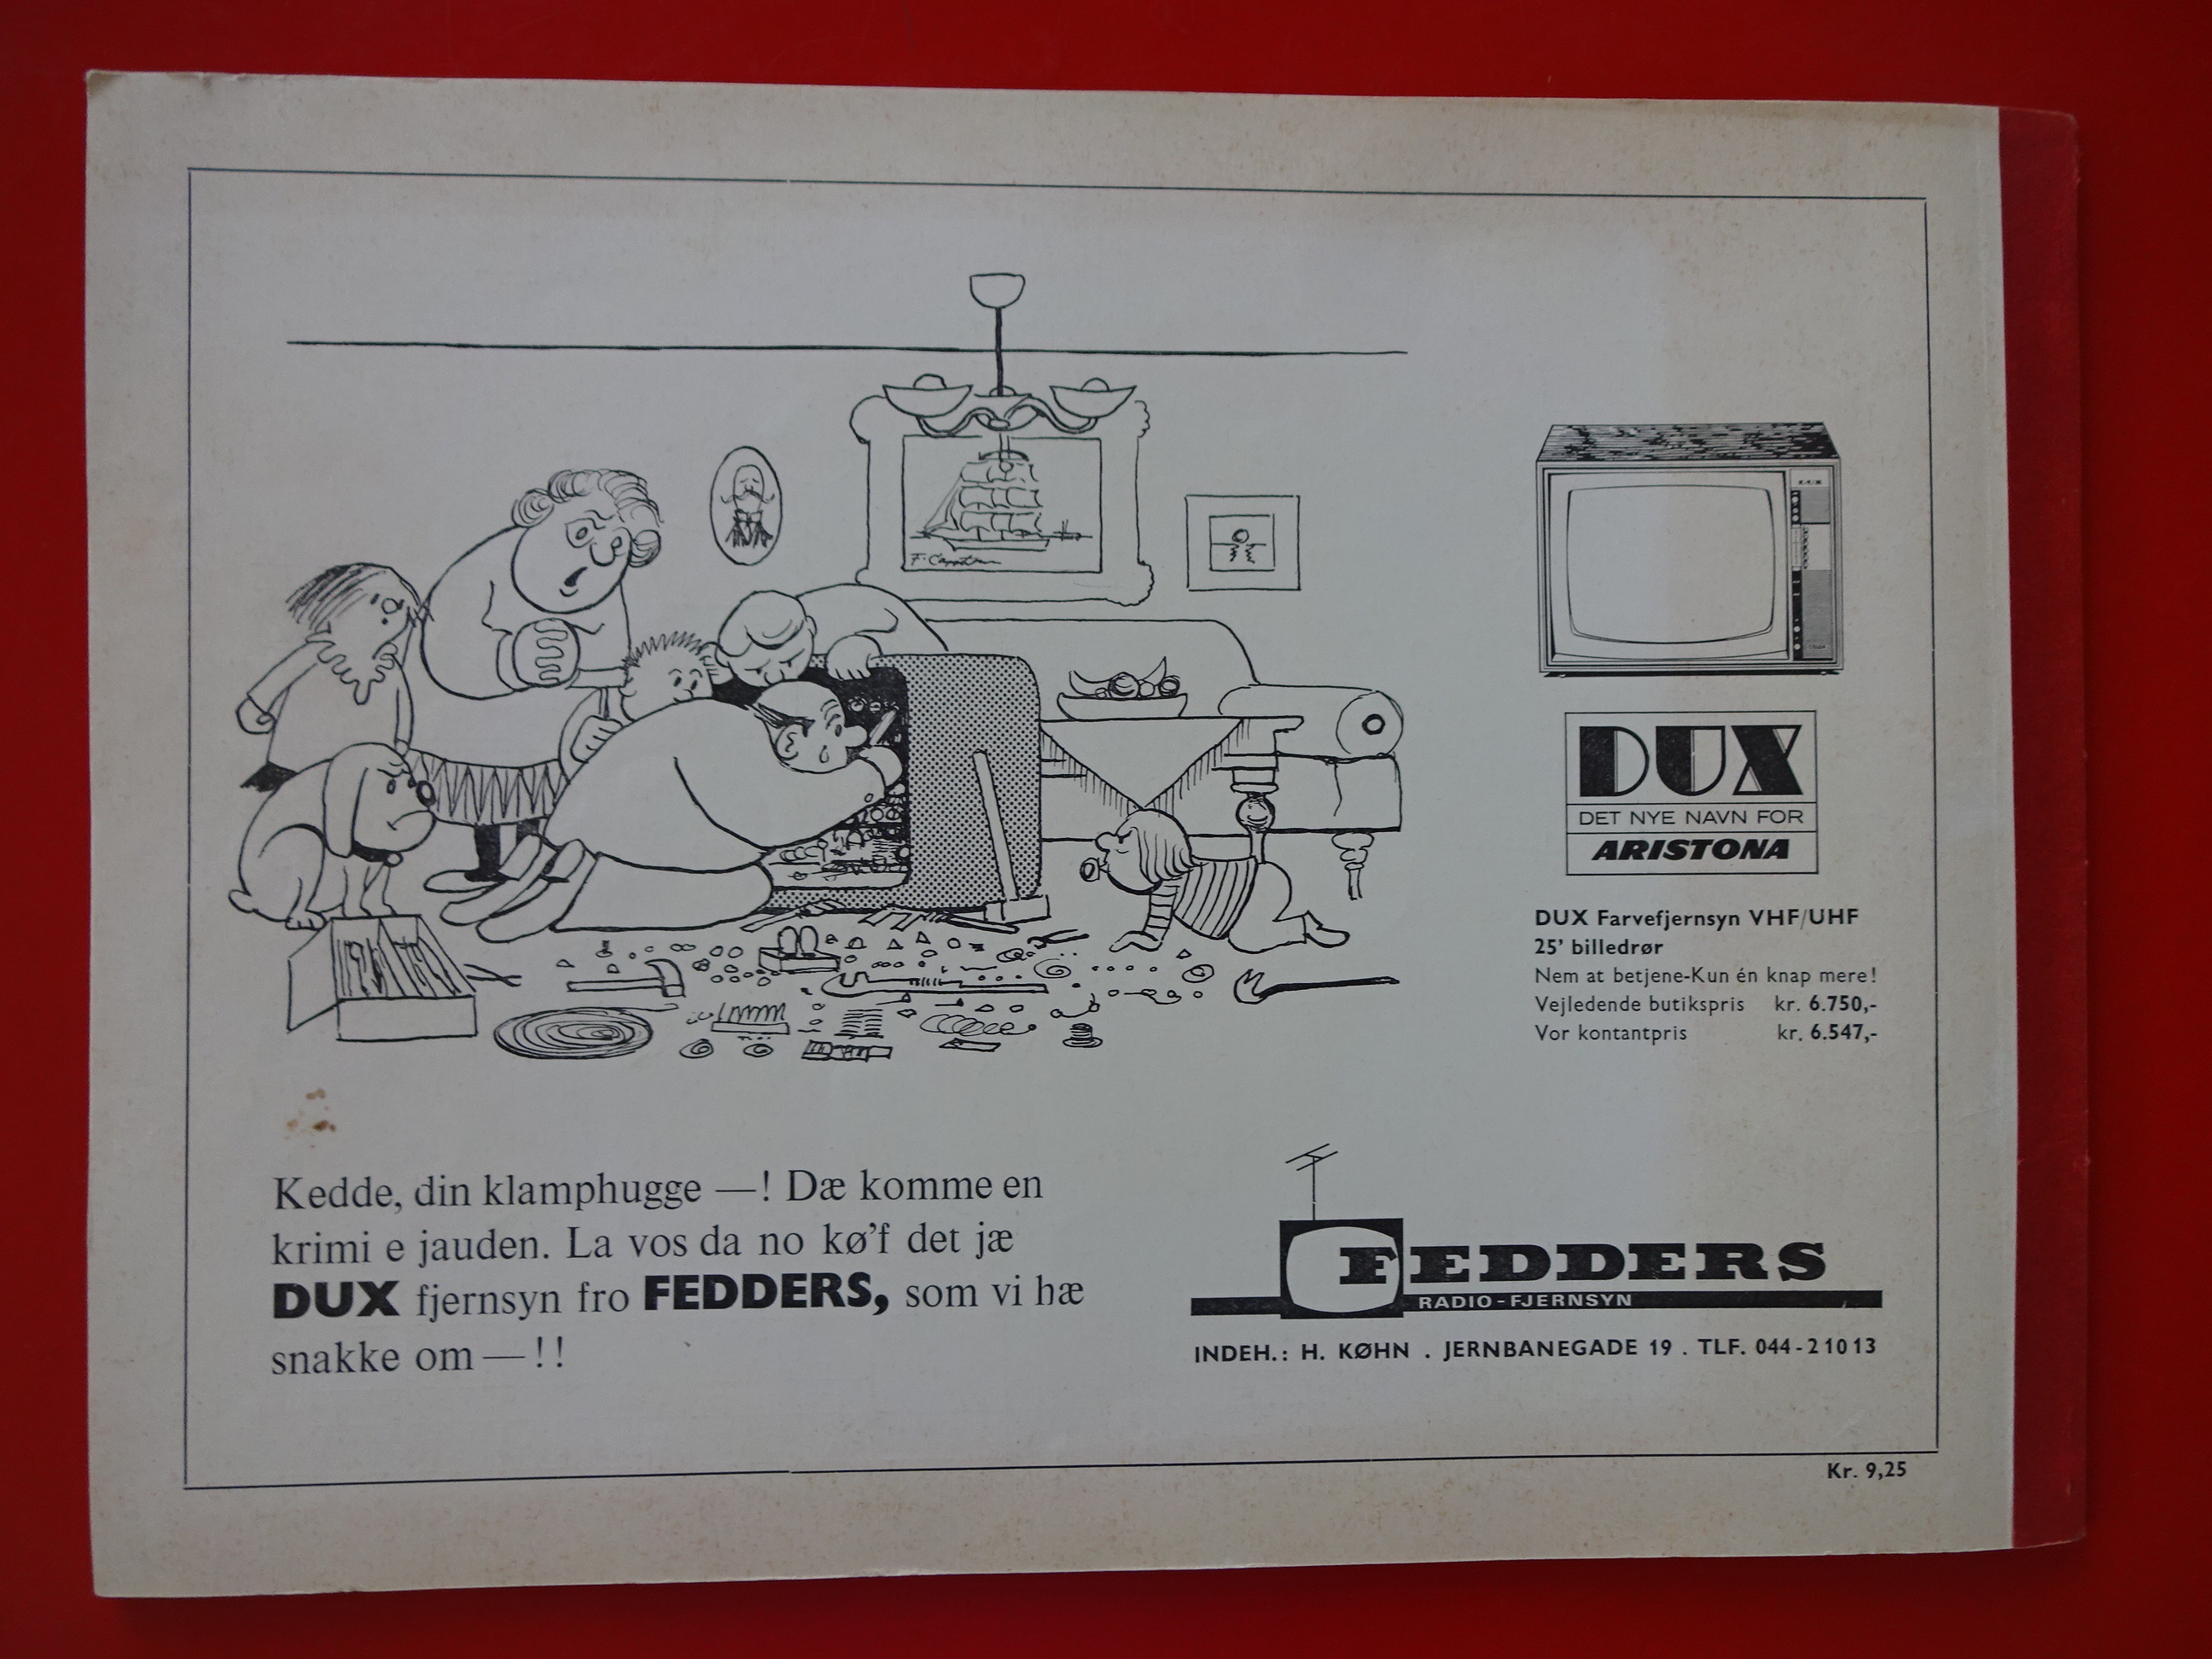 DUX
DET NYE NAVN FOR
ARISTONA
DUX Farvefjernsyn VHF/UHF
25' billedrør
Nem at betjene-Kun én knap mere!
Vejledende butikspris kr. 6.750,-
Vor kontantpris kr. 6.547,-
Kedde, din klamphugge —! Dæ komme en
krimi e jauden. La vos da no kø'f det jæ
DUX fjernsyn fro FEDDERS, som vi hæ
snakke om — !!
FEDDERS
RADIO-FJERNSYN
INDEH.: H. KØHN . JERNBANEGADE 19 . TLF. 044-21013
Kr. 9,25